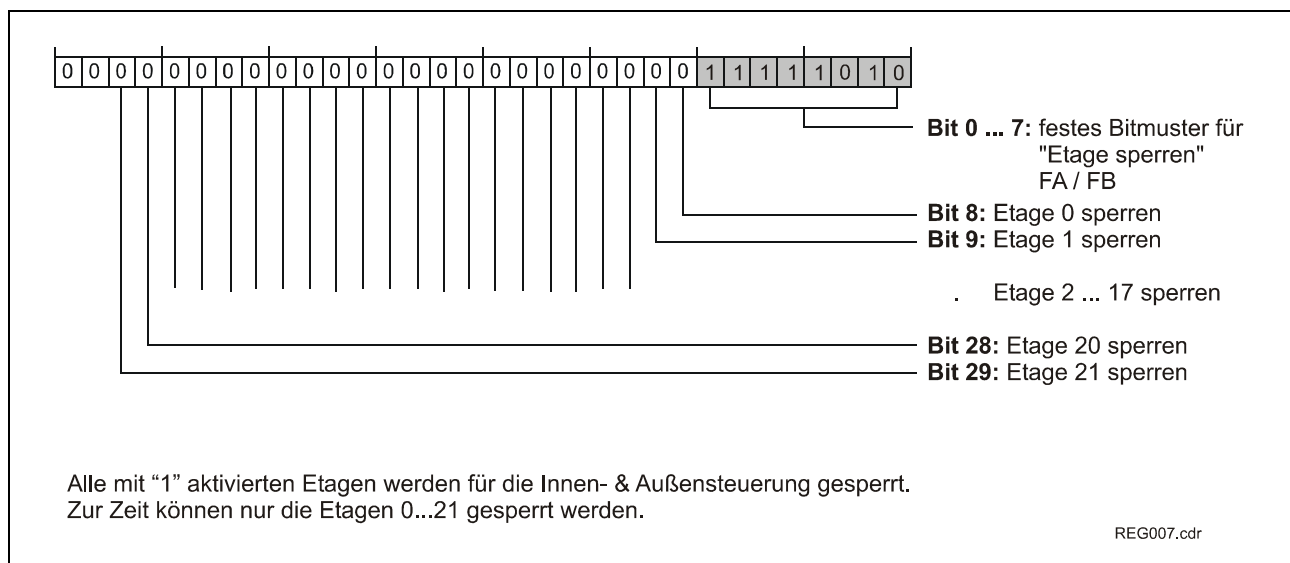 0 0 0 0 0 0 0 0 0 0 0 0 0 0 0 0 0 0 0 0 0 0 0 0 1 1 1 1 1 0 1 0
Bit 0 ... 7: festes Bitmuster für
"Etage sperren"
FA / FB
Bit 8: Etage 0 sperren
Bit 9: Etage 1 sperren
. Etage 2 ... 17 sperren
Bit 28: Etage 20 sperren
Bit 29: Etage 21 sperren
Alle mit “1” aktivierten Etagen werden für die Innen- & Außensteuerung gesperrt.
Zur Zeit können nur die Etagen 0...21 gesperrt werden.
REG007.cdr